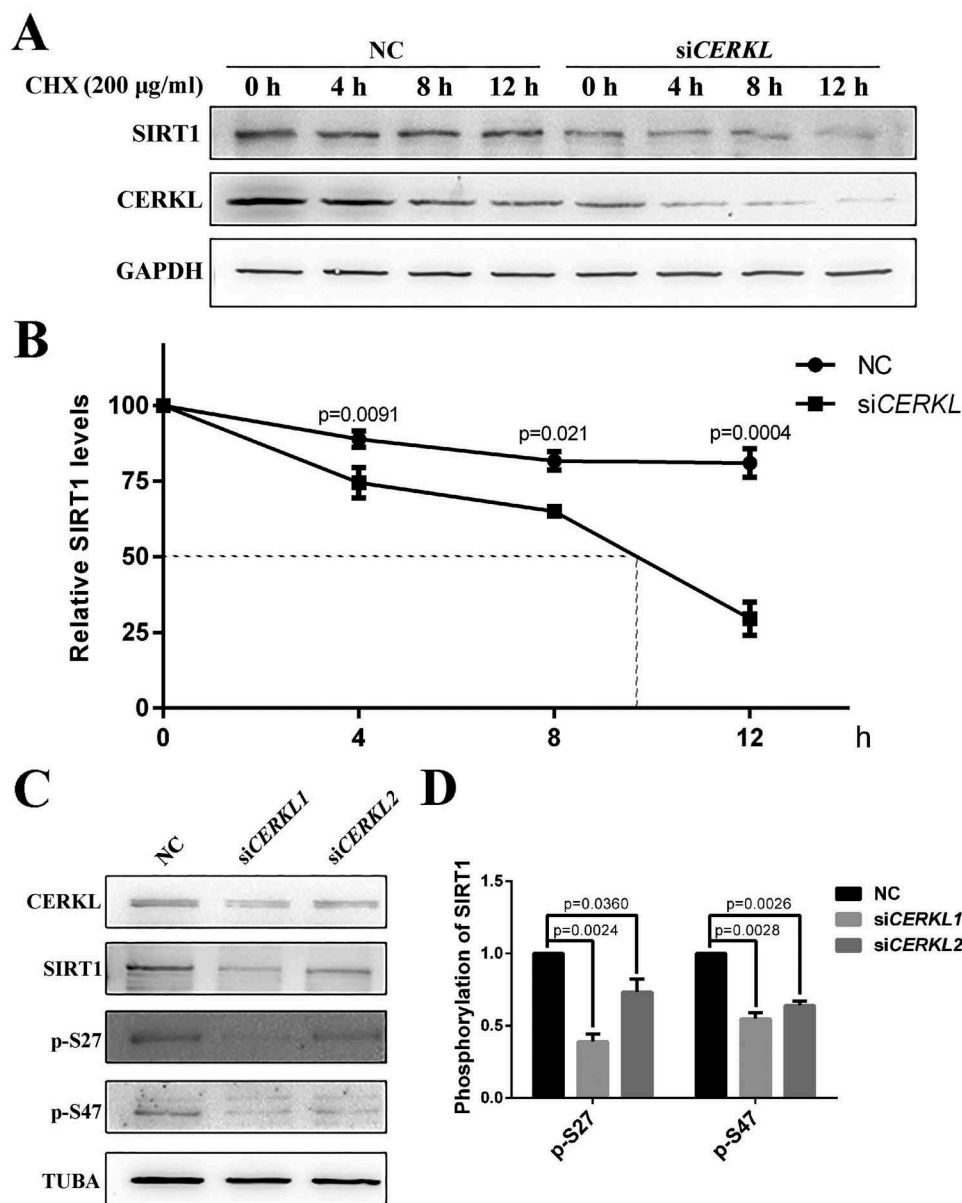 A
NC siCERKL
CHX (200 µg/ml) 0 h 4 h 8 h 12 h 0 h 4 h 8 h 12 h
SIRT1
CERKL
GAPDH
B
Relative SIRT1 levels
100
75
50
25
0
p=0.0091
p=0.021
p=0.0004
NC
siCERKL
0 4 8 12 h
C
NC siCERKL1 siCERKL2
CERKL
SIRT1
p-S27
p-S47
TUBA
D
Phosphorylation of SIRT1
1.5
1.0
0.5
0.0
p=0.0360
p=0.0024
p=0.0026
p=0.0028
NC
siCERKL1
siCERKL2
p-S27
p-S47